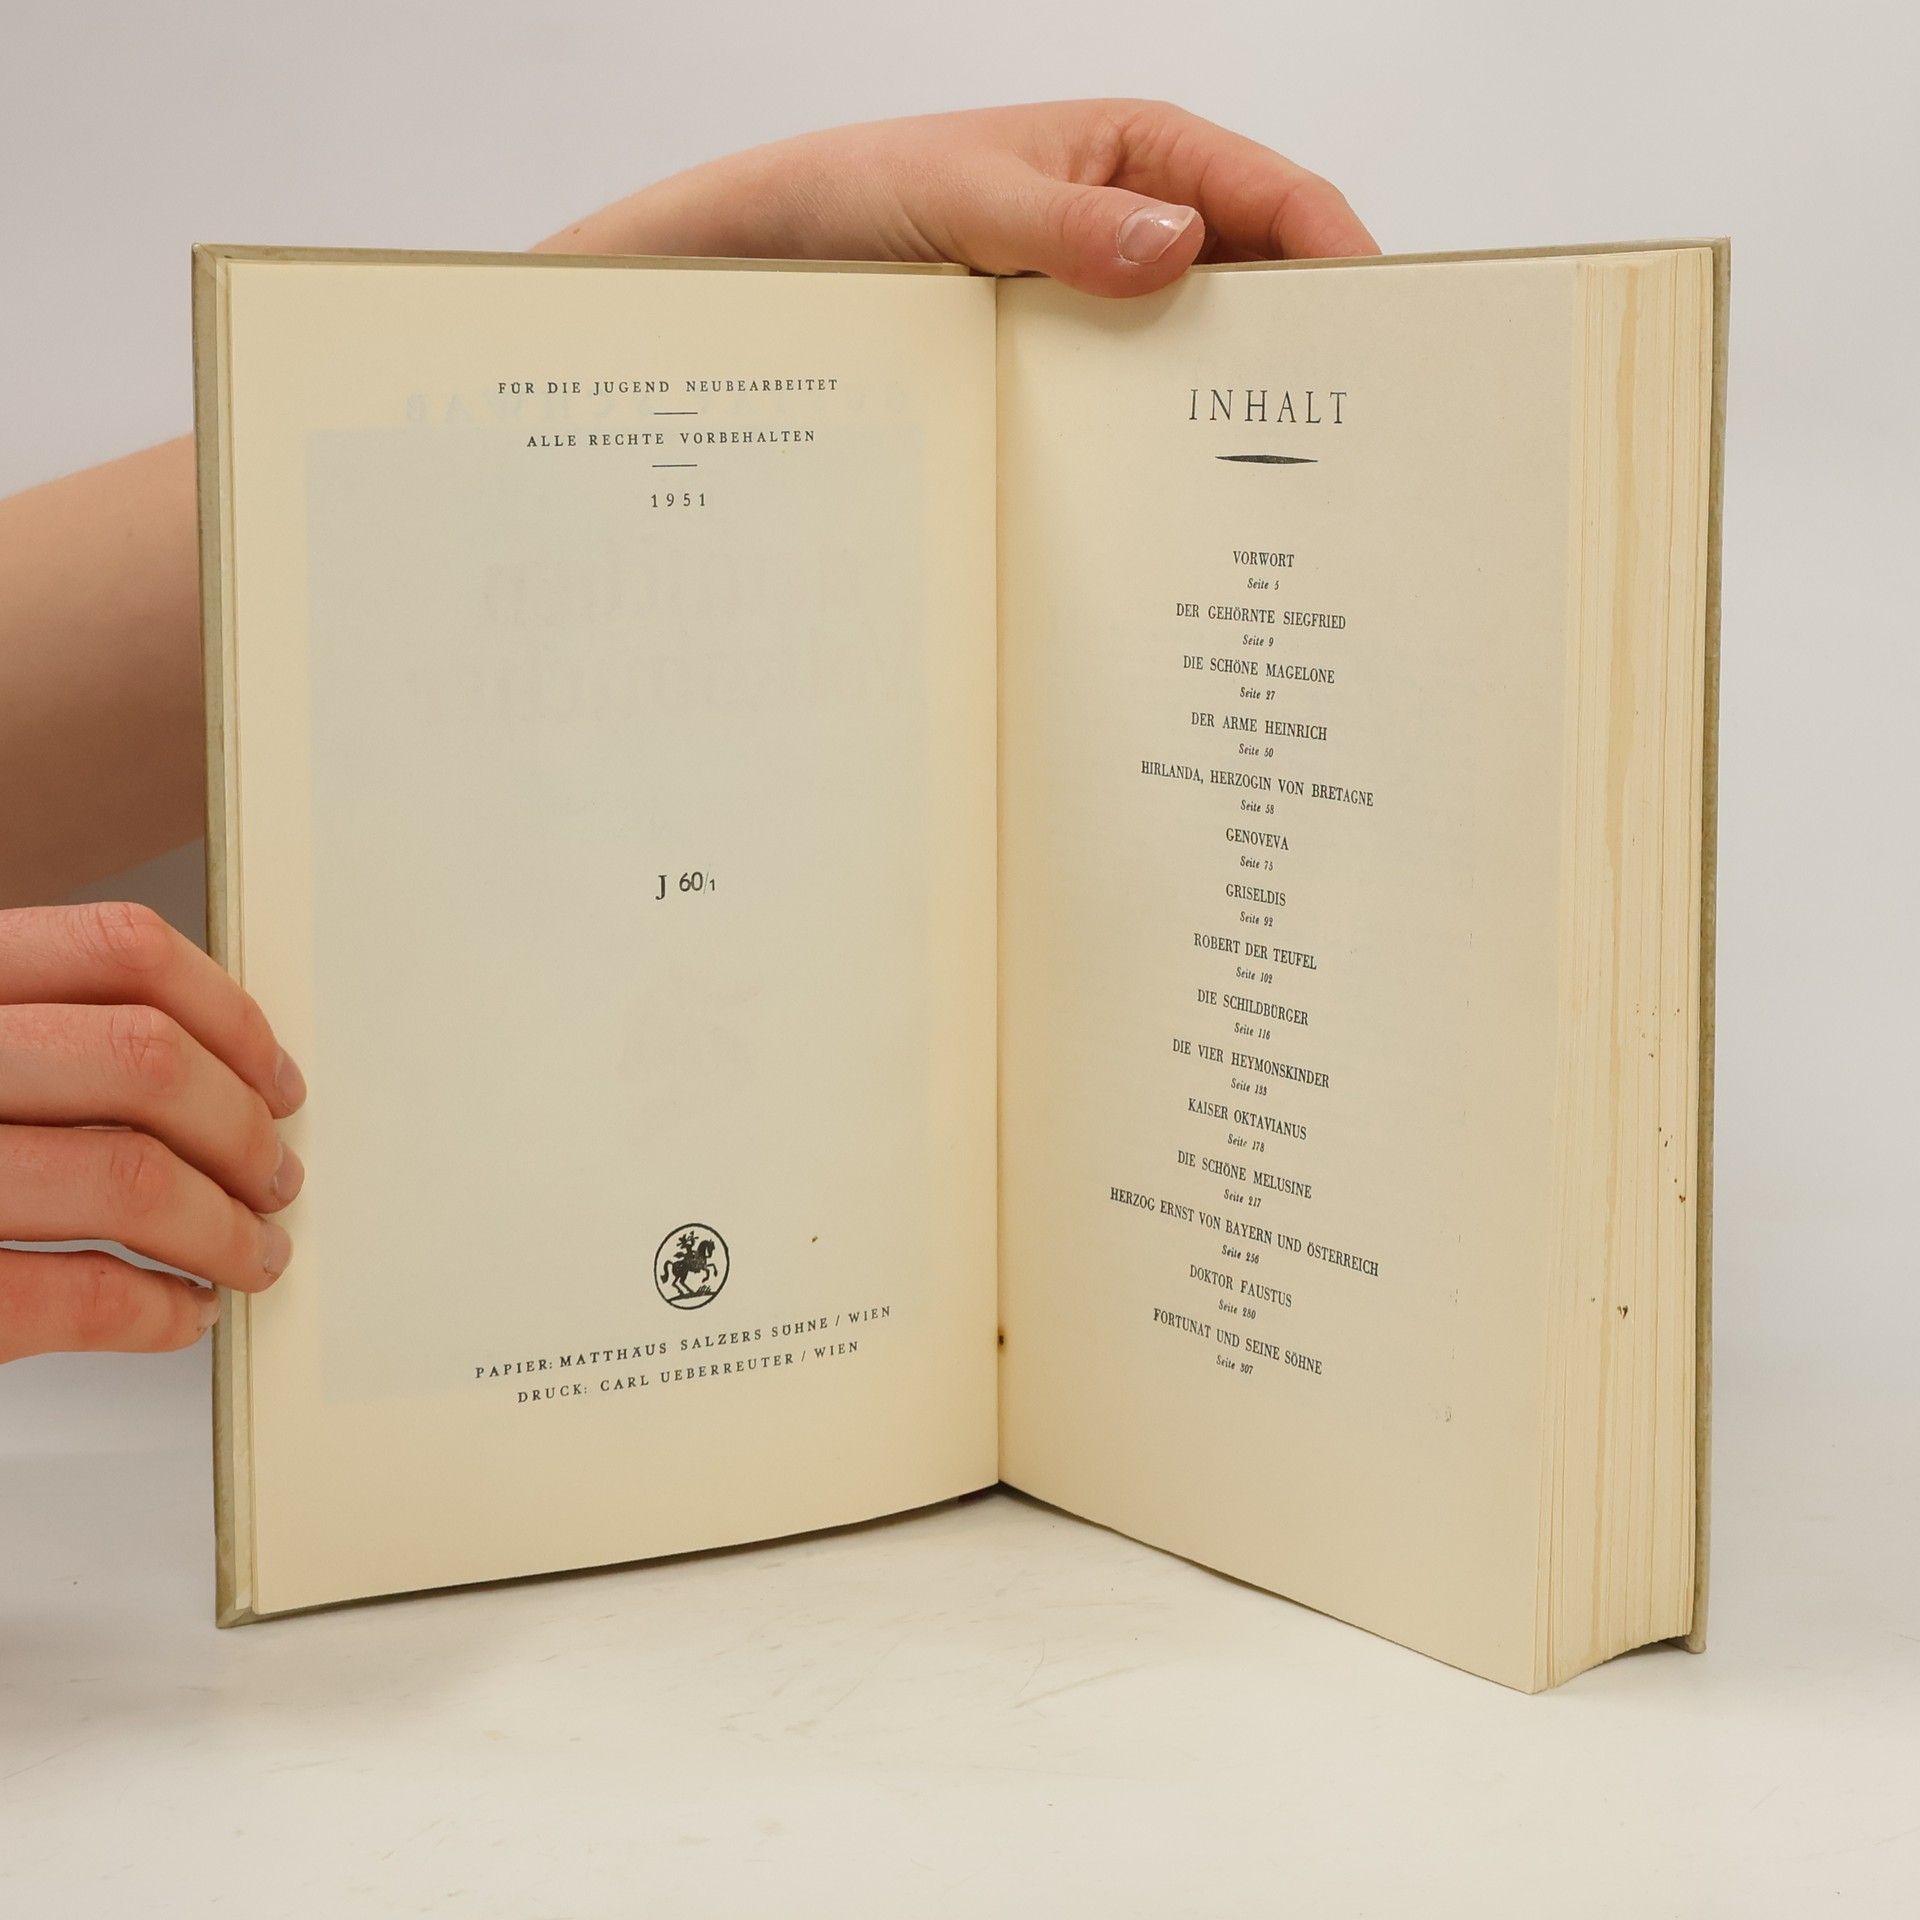 FÜR DIE JUGEND NEUBEARBEITET
ALLE RECHTE VORBEHALTEN
1951
J 60/1
PAPIER: MATTHÄUS SALZERS SÖHNE / WIEN
DRUCK: CARL UEBERREUTER / WIEN
INHALT
VORWORT
Seite 5
DER GEHÖRNTE SIEGFRIED
Seite 9
DIE SCHÖNE MAGELONE
Seite 27
DER ARME HEINRICH
Seite 50
HIRLANDA, HERZOGIN VON BRETAGNE
Seite 58
GENOVEVA
Seite 75
GRISELDIS
Seite 92
ROBERT DER TEUFEL
Seite 102
DIE SCHILDBÜRGER
Seite 116
DIE VIER HEYMONSKINDER
Seite 133
KAISER OKTAVIANUS
Seite 178
DIE SCHÖNE MELUSINE
Seite 217
HERZOG ERNST VON BAYERN UND ÖSTERREICH
Seite 256
DOKTOR FAUSTUS
Seite 280
FORTUNAT UND SEINE SÖHNE
Seite 307